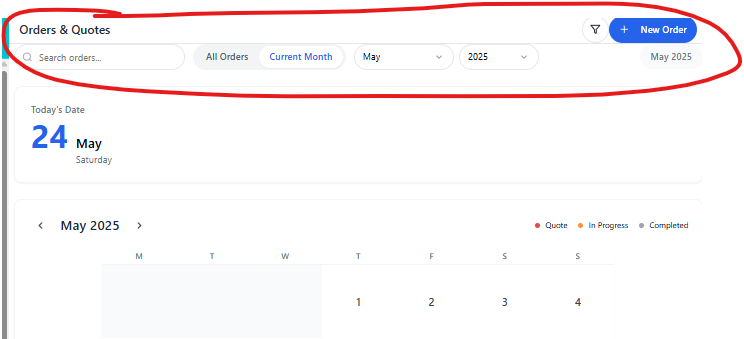 Orders & Quotes
New Order
Search orders...
All Orders
Current Month
May
2025
May 2025
Today's Date
24 May
Saturday
May 2025
Quote
In Progress
Completed
M T W T F S S
1 2 3 4